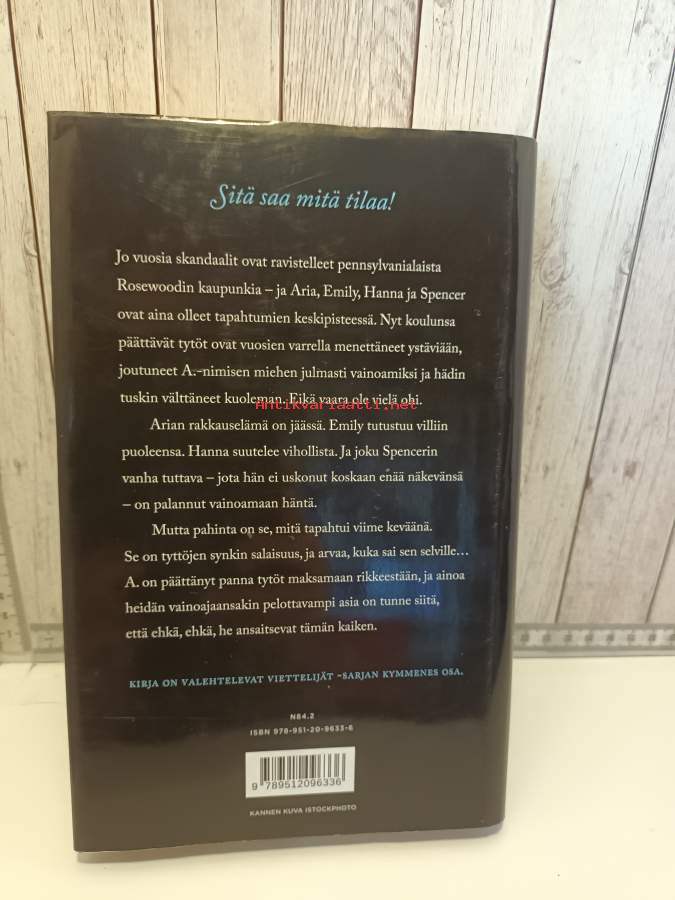 Sitä saa mitä tilaa!
Jo vuosia skandaalit ovat ravistelleet pennsylvanialaista
Rosewoodin kaupunkia – ja Aria, Emily, Hanna ja Spencer
ovat aina olleet tapahtumien keskipisteessä. Nyt koulunsa
päättävät tytöt ovat vuosien varrella menettäneet ystäviään,
joutuneet A.-nimisen miehen julmasti vainoamiksi ja hädin
tuskin välttäneet kuoleman. Eikä vaara ole vielä ohi.
Antikvariaatti.net
Arian rakkauselämä on jäässä. Emily tutustuu villiin
puoleensa. Hanna suutelee vihollista. Ja joku Spencerin
vanha tuttava – jota hän ei uskonut koskaan enää näkevänsä
– on palannut vainoamaan häntä.
Mutta pahinta on se, mitä tapahtui viime keväänä.
Se on tyttöjen synkin salaisuus, ja arvaa, kuka sai sen selville…
A. on päättänyt panna tytöt maksamaan rikkeestään, ja ainoa
heidän vainoajaansakin pelottavampi asia on tunne siitä,
että ehkä, ehkä, he ansaitsevat tämän kaiken.
KIRJA ON VALEHTELEVAT VIETTELIJÄT -SARJAN KYMMENES OSA.
N84.2
ISBN 978-951-20-9633-6
9 789512 096336
KANNEN KUVA ISTOCKPHOTO